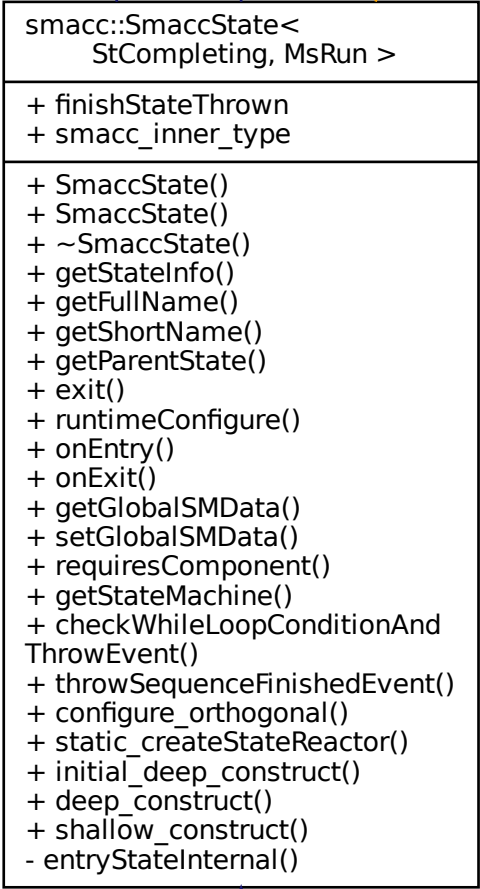 smacc::SmaccState<
StCompleting, MsRun >
+ finishStateThrown
+ smacc_inner_type
+ SmaccState()
+ SmaccState()
+ ~SmaccState()
+ getStateInfo()
+ getFullName()
+ getShortName()
+ getParentState()
+ exit()
+ runtimeConfigure()
+ onEntry()
+ onExit()
+ getGlobalSMData()
+ setGlobalSMData()
+ requiresComponent()
+ getStateMachine()
+ checkWhileLoopConditionAnd
ThrowEvent()
+ throwSequenceFinishedEvent()
+ configure_orthogonal()
+ static_createStateReactor()
+ initial_deep_construct()
+ deep_construct()
+ shallow_construct()
- entryStateInternal()